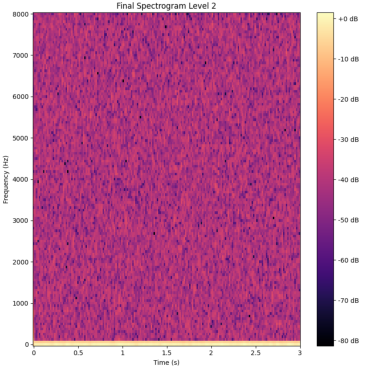 Final Spectrogram Level 2
8000
7000
6000
5000
4000
3000
2000
1000
0
Frequency (Hz)
0 0.5 1 1.5 2 2.5 3
Time (s)
+0 dB
-10 dB
-20 dB
-30 dB
-40 dB
-50 dB
-60 dB
-70 dB
-80 dB